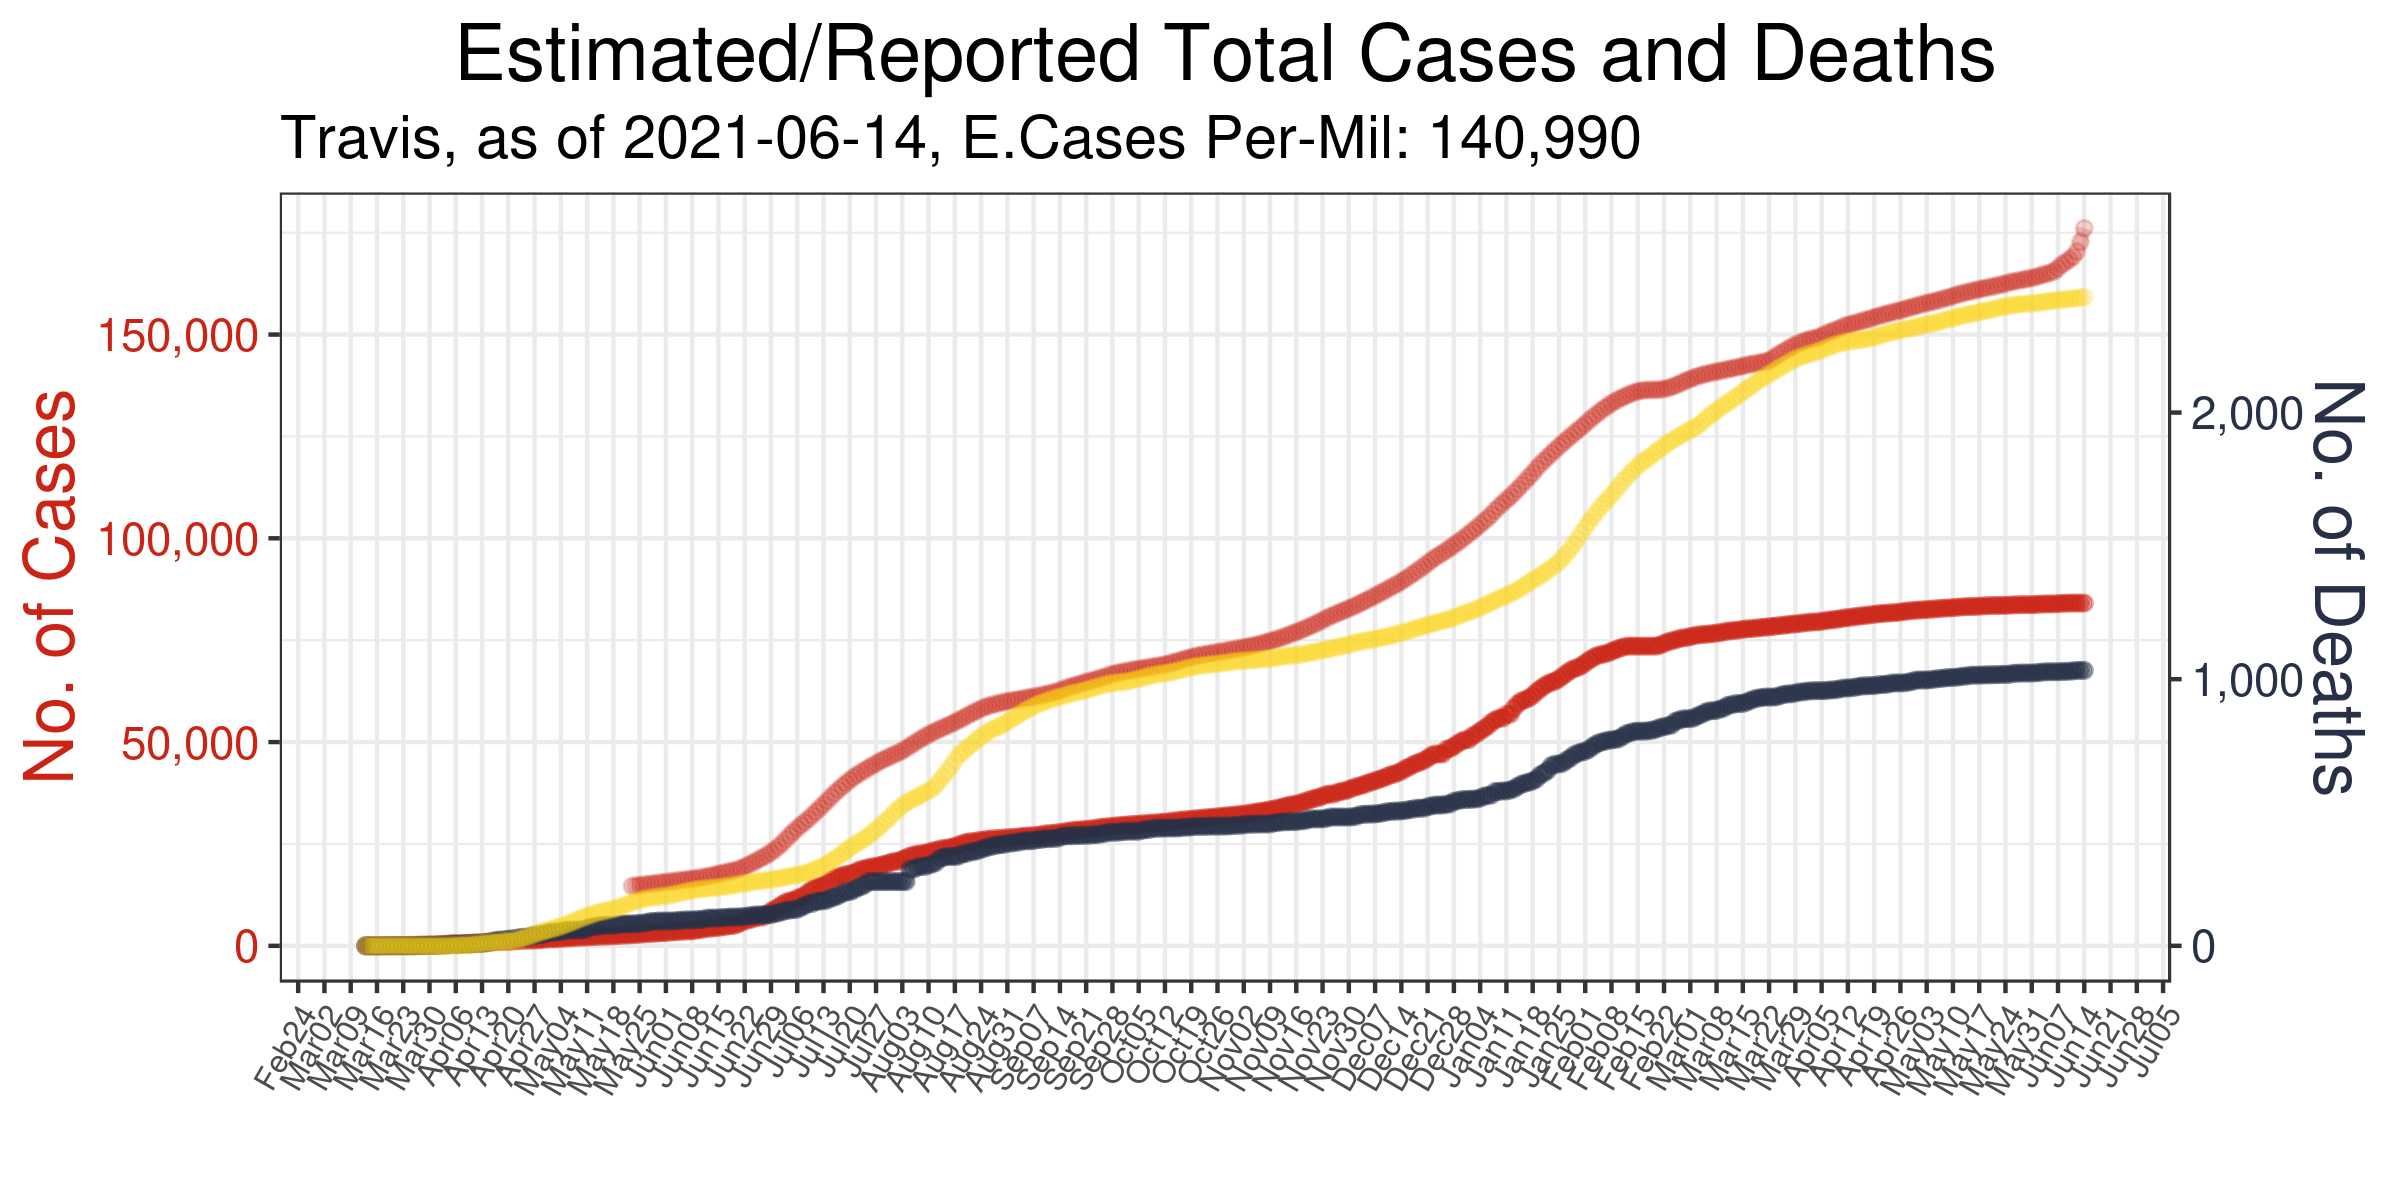 Estimated/Reported Total Cases and Deaths
Travis, as of 2021-06-14, E.Cases Per-Mil: 140,990
No. of Cases
150,000
100,000
50,000
0
No. of Deaths
2,000
1,000
0
Feb24
Mar02
Mar09
Mar16
Mar23
Mar30
Apr06
Apr13
Apr20
Apr27
May04
May11
May18
May25
Jun01
Jun08
Jun15
Jun22
Jun29
Jul06
Jul13
Jul20
Jul27
Aug03
Aug10
Aug17
Aug24
Aug31
Sep07
Sep14
Sep21
Sep28
Oct05
Oct12
Oct19
Oct26
Nov02
Nov09
Nov16
Nov23
Nov30
Dec07
Dec14
Dec21
Dec28
Jan04
Jan11
Jan18
Jan25
Feb01
Feb08
Feb15
Feb22
Mar01
Mar08
Mar15
Mar22
Mar29
Apr05
Apr12
Apr19
Apr26
May03
May10
May17
May24
May31
Jun07
Jun14
Jun21
Jun28
Jul05